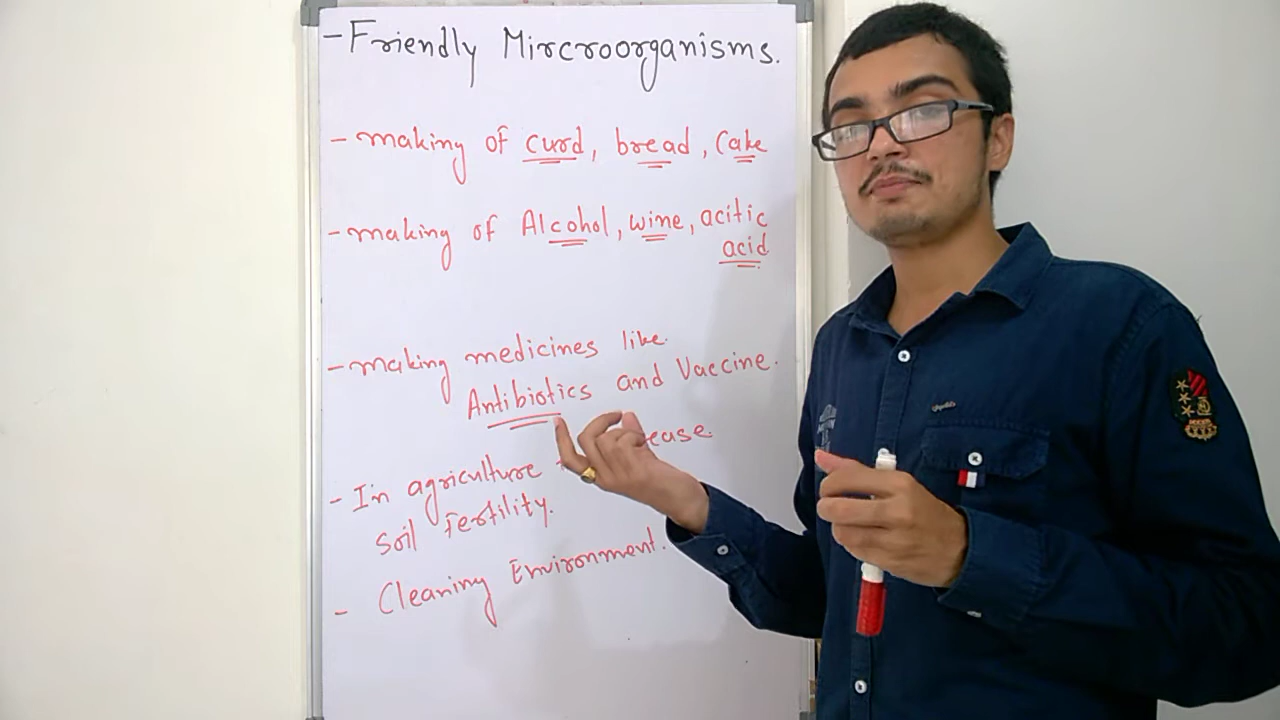 - Friendly Mircroorganisms.
- making of curd, bread, Cake
- making of Alcohol, wine, acitic
acid
- making medicines like
Antibiotics and Vaccine.
- In agriculture
soil fertility.
- Cleaning Environment.